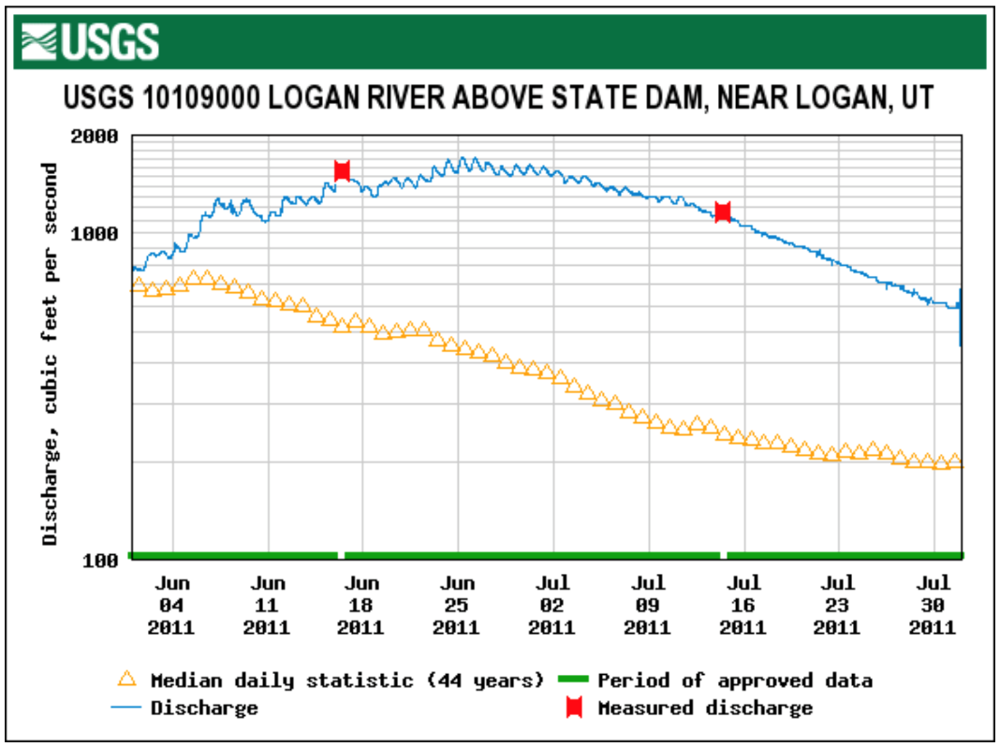 USGS
USGS 10109000 LOGAN RIVER ABOVE STATE DAM, NEAR LOGAN, UT
Discharge, cubic feet per second
2000
1000
100
Jun Jun Jun Jun Jul Jul Jul Jul Jul
04 11 18 25 02 09 16 23 30
2011 2011 2011 2011 2011 2011 2011 2011 2011
Median daily statistic (44 years) Period of approved data
Discharge Measured discharge